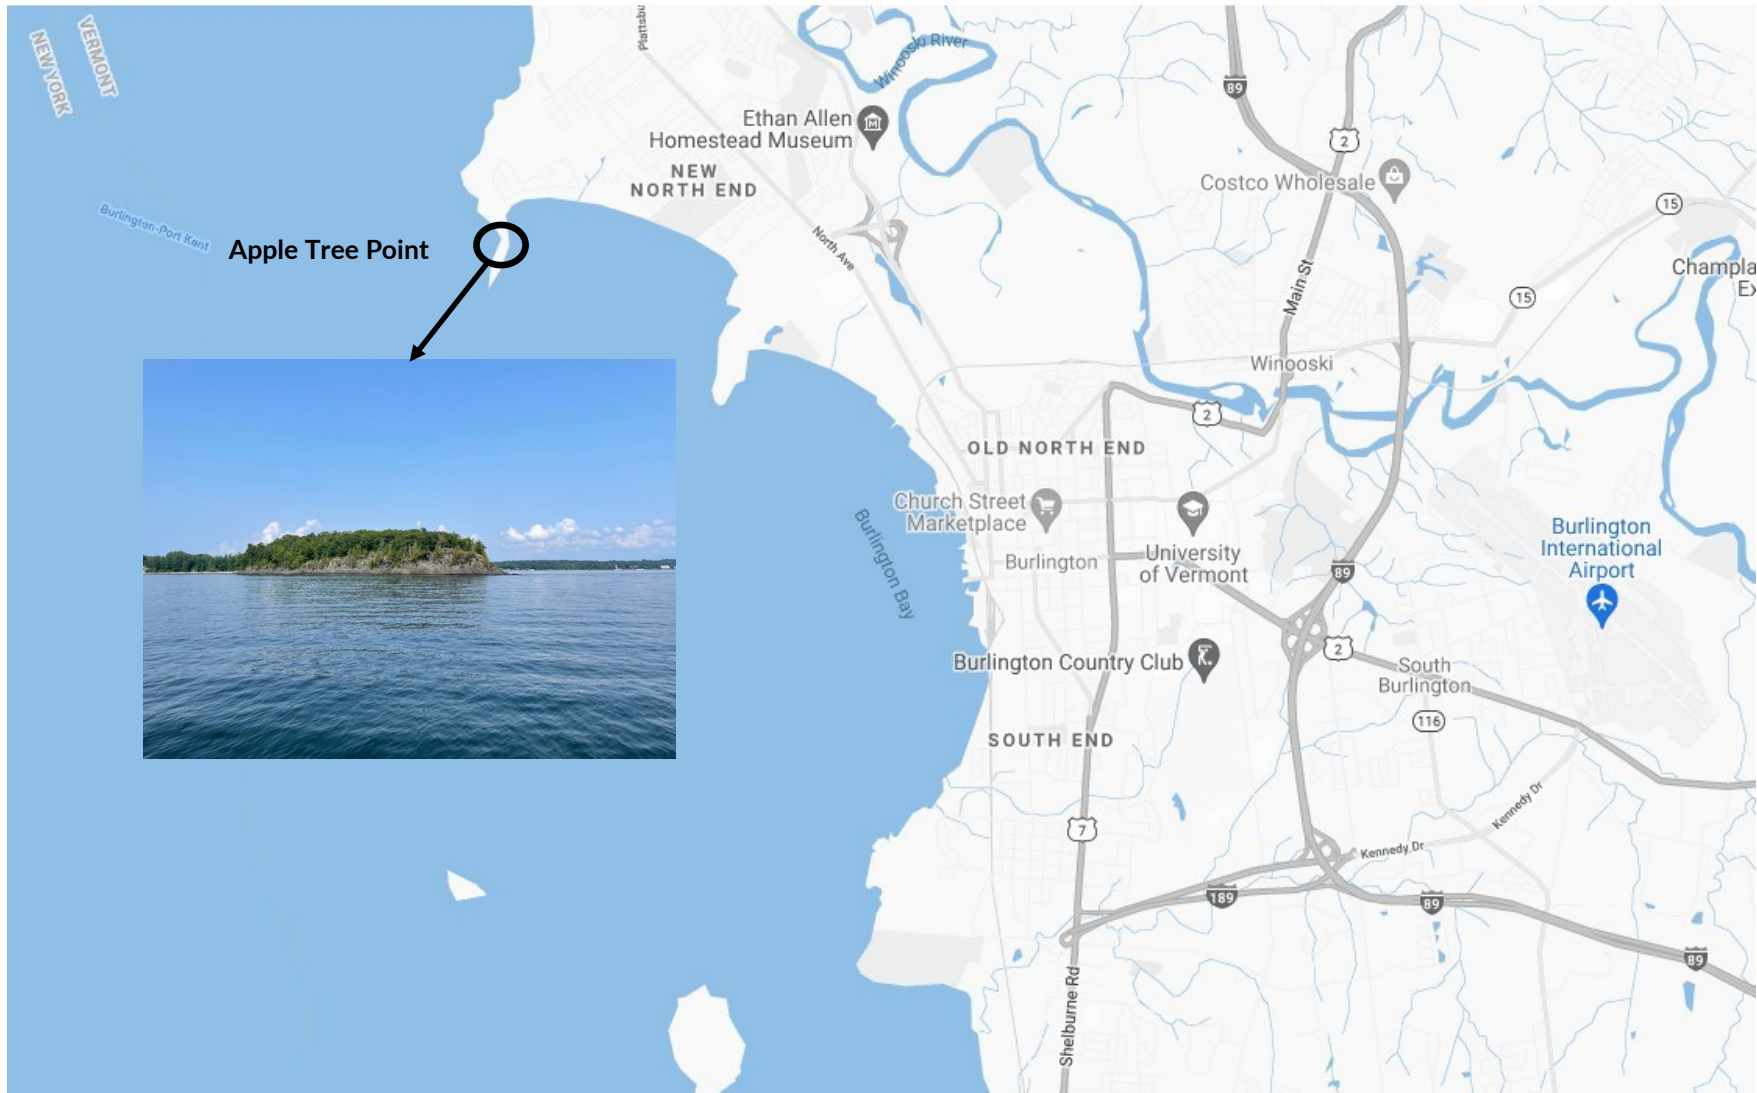 VERMONT
NEW YORK
Plattsbu
Winooski River
89
Ethan Allen
Homestead Museum
2
NEW
NORTH END
Costco Wholesale
15
Burlington-Port Kent
Apple Tree Point
North Ave
Main St
Champla
Ex
15
Winooski
2
OLD NORTH END
Church Street
Marketplace
Burlington Bay
Burlington
University
of Vermont
Burlington
International
Airport
89
2
Burlington Country Club
South
Burlington
116
SOUTH END
7
Kennedy Dr
Kennedy Dr
189
89
89
Shelburne Rd